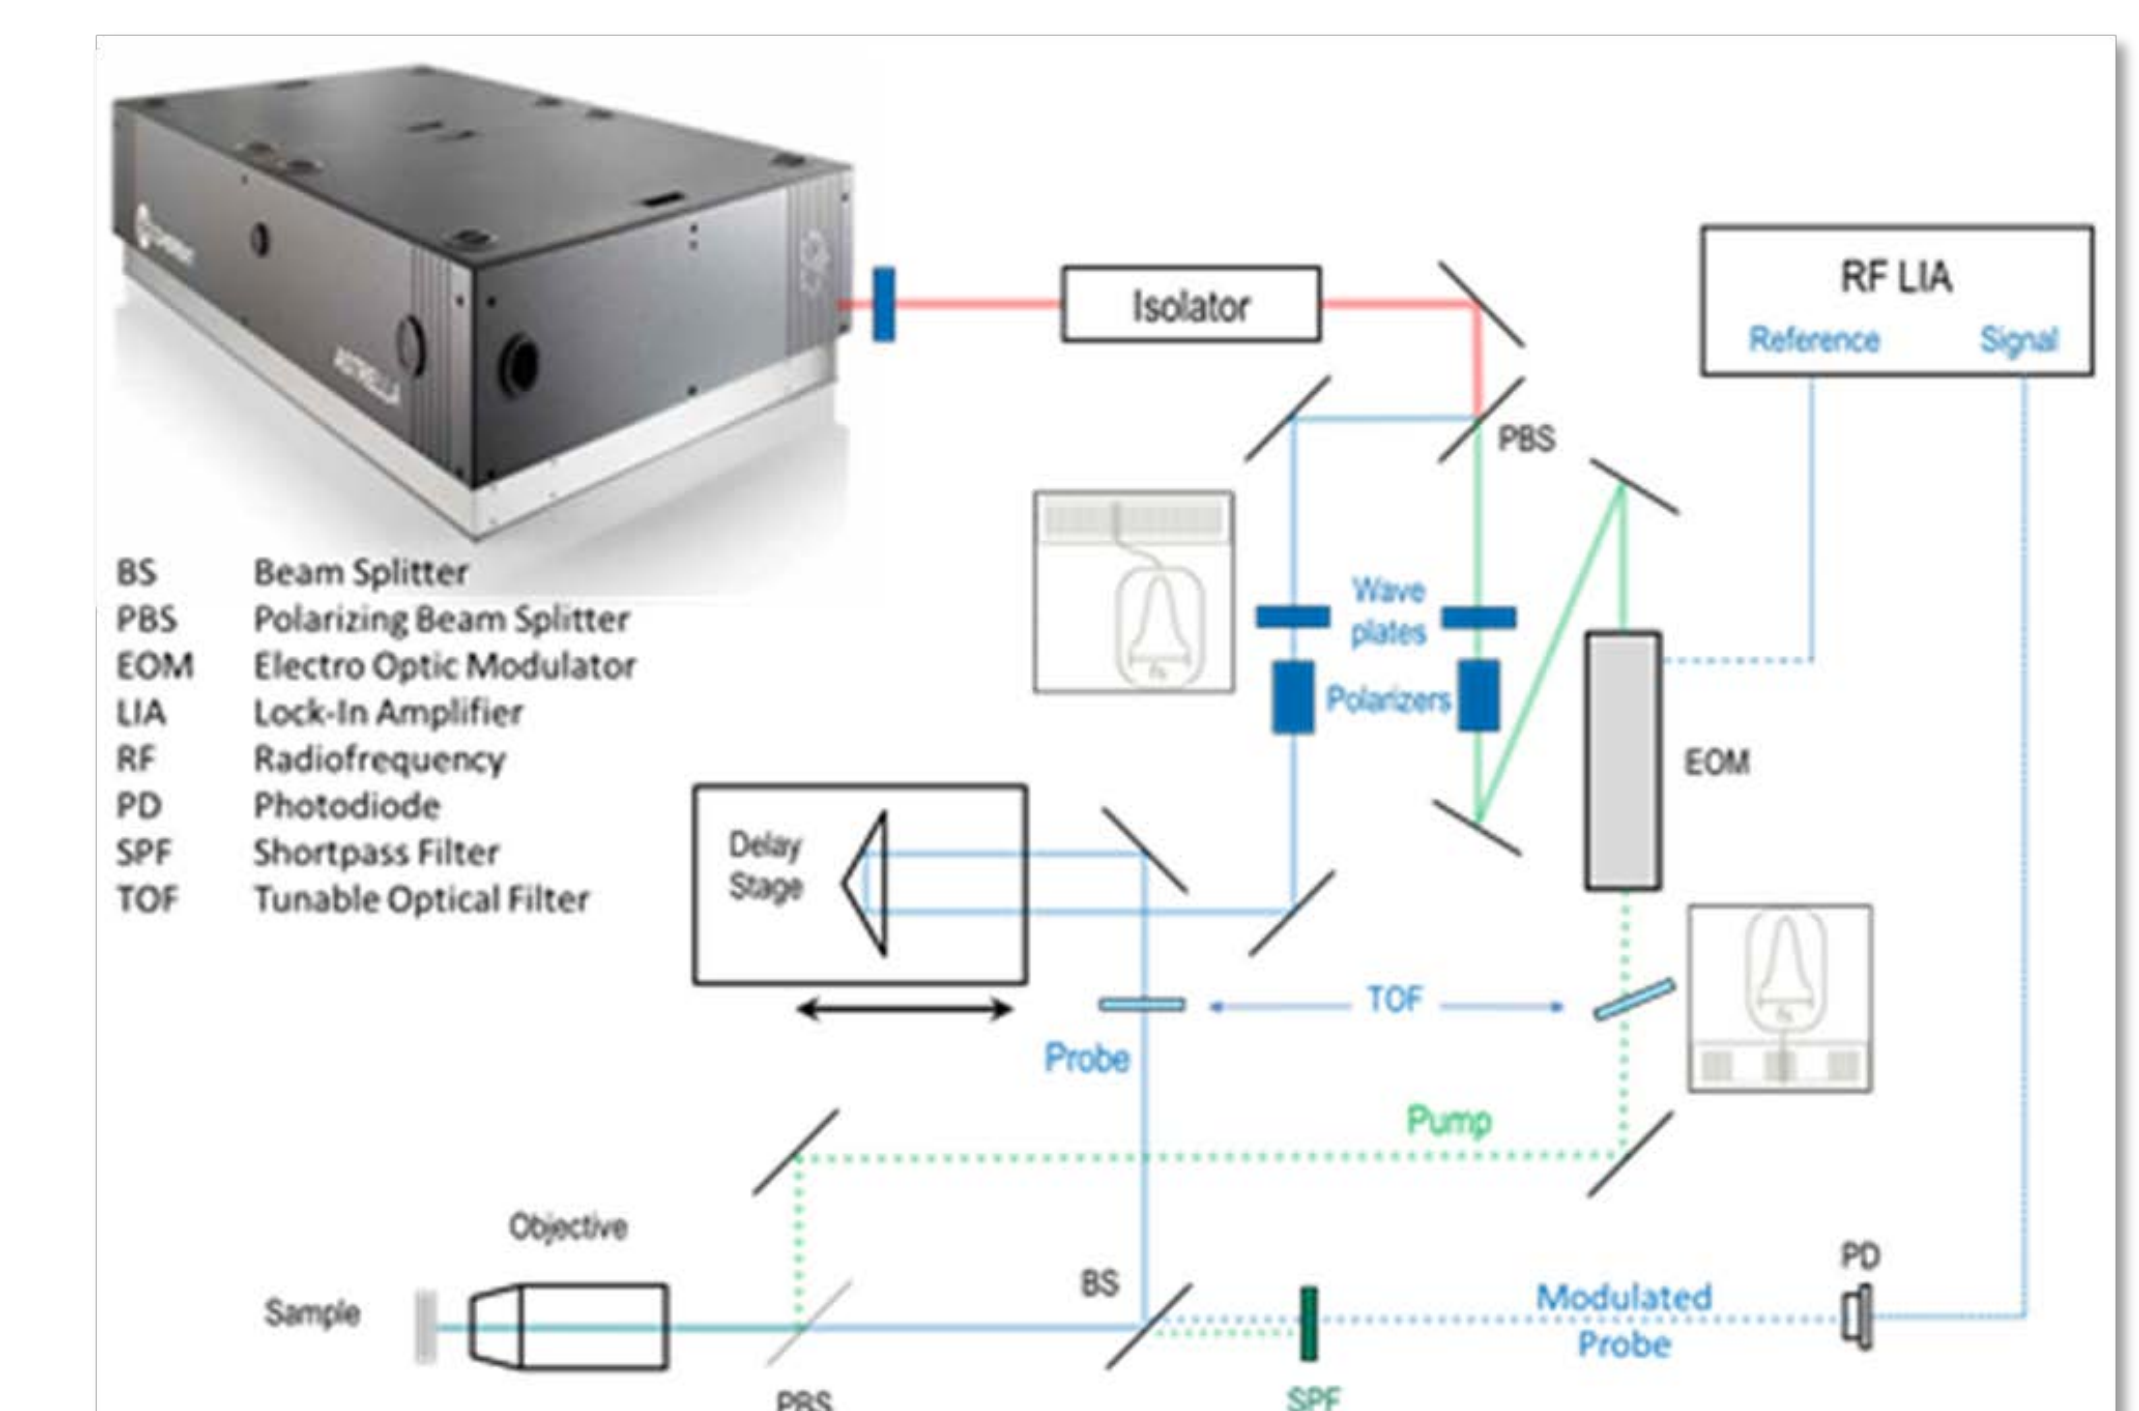 COHERENT
ASTRELLA
Isolator
RF LIA
Reference Signal
PBS
Wave
plates
Polarizers
EOM
BS Beam Splitter
PBS Polarizing Beam Splitter
EOM Electro Optic Modulator
LIA Lock-In Amplifier
RF Radiofrequency
PD Photodiode
SPF Shortpass Filter
TOF Tunable Optical Filter
Delay
Stage
TOF
Probe
Pump
Objective
Sample
BS
PD
Modulated
Probe
PBS
SPF